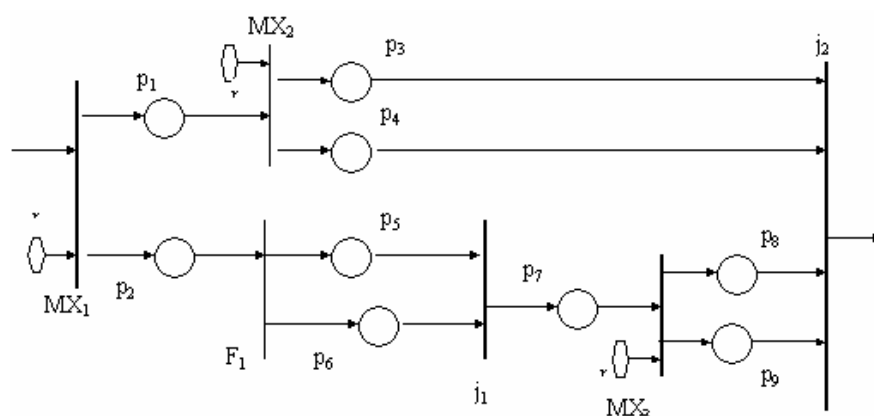 MX₂
p₃
j₂
p₁
r
p₄
r
p₅
p₈
p₂
p₇
MX₁
F₁
p₆
r
p₉
j₁
MX₃